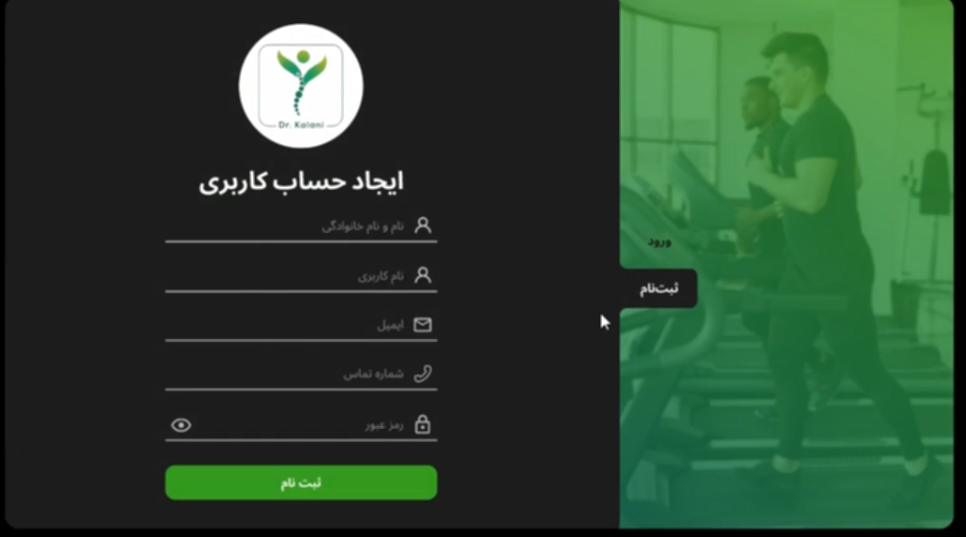 Dr. Kalani
ایجاد حساب کاربری
نام و نام خانوادگی
نام کاربری
ایمیل
شماره تماس
رمز عبور
ثبت نام
ورود
ثبت‌نام